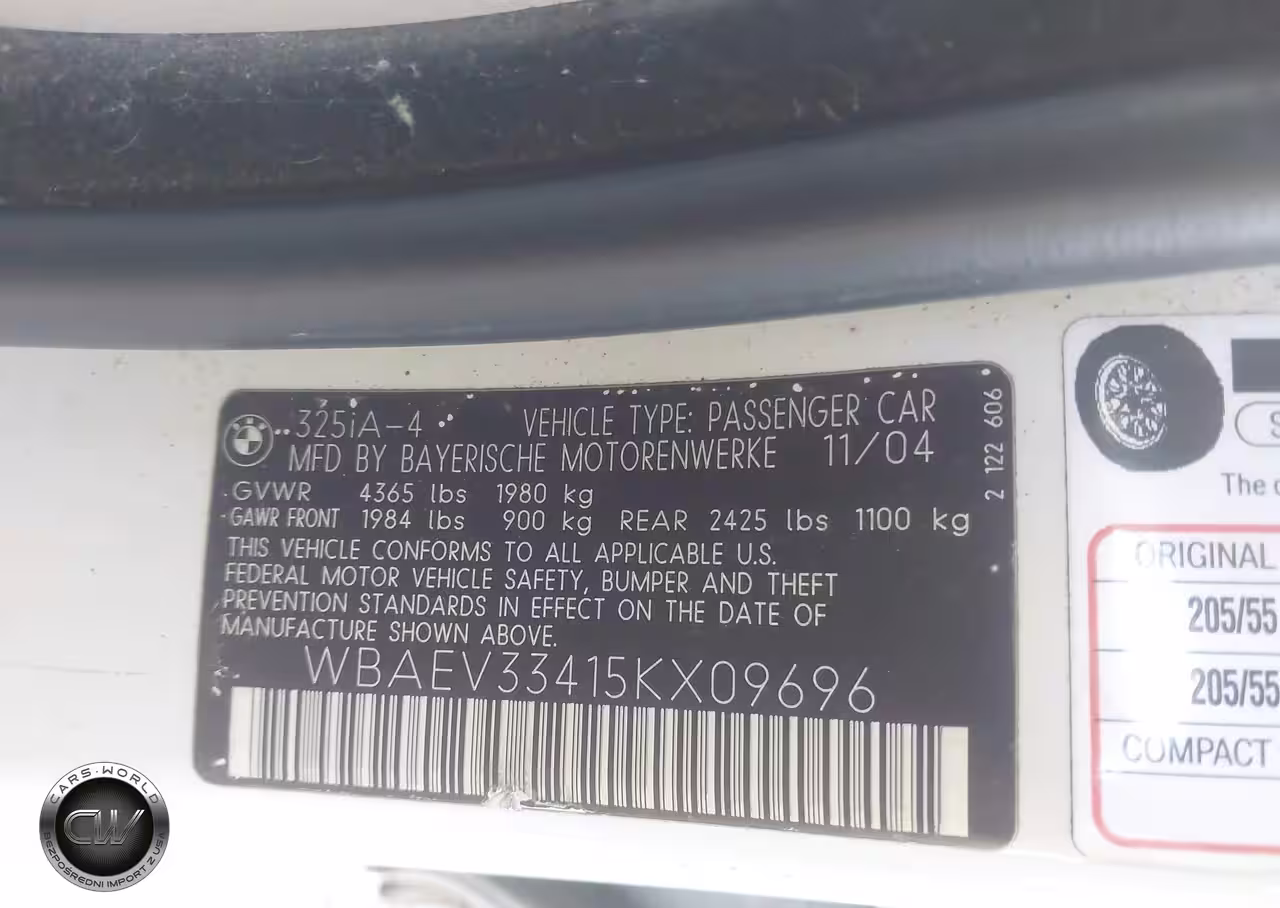 325iA-4
VEHICLE TYPE: PASSENGER CAR
MFD BY BAYERISCHE MOTORENWERKE 11/04
2 122 606
GVWR 4365 lbs 1980 kg
GAWR FRONT 1984 lbs 900 kg REAR 2425 lbs 1100 kg
THIS VEHICLE CONFORMS TO ALL APPLICABLE U.S.
FEDERAL MOTOR VEHICLE SAFETY, BUMPER AND THEFT
PREVENTION STANDARDS IN EFFECT ON THE DATE OF
MANUFACTURE SHOWN ABOVE.
WBAEV33415KX09696
The
ORIGINAL
205/55
205/55
COMPACT
CARS-WORLD
CW
BEZPOŚREDNI IMPORT Z USA